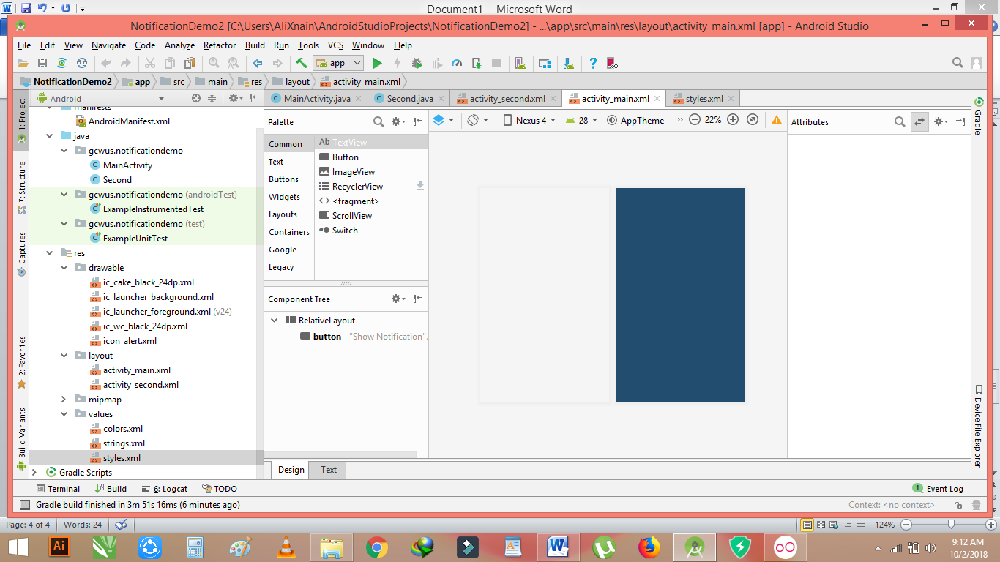 Document1 - Microsoft Word
NotificationDemo2 [C:\Users\AliXnain\AndroidStudioProjects\NotificationDemo2] - ...\app\src\main\res\layout\activity_main.xml [app] - Android Studio
File Edit View Navigate Code Analyze Refactor Build Run Tools VCS Window Help
app
NotificationDemo2 app src main res layout activity_main.xml
Android
MainActivity.java Second.java activity_second.xml activity_main.xml styles.xml
1: Project
7: Structure
Captures
2: Favorites
Build Variants
manifests
AndroidManifest.xml
java
gcwus.notificationdemo
MainActivity
Second
gcwus.notificationdemo (androidTest)
ExampleInstrumentedTest
gcwus.notificationdemo (test)
ExampleUnitTest
res
drawable
ic_cake_black_24dp.xml
ic_launcher_background.xml
ic_launcher_foreground.xml (v24)
ic_wc_black_24dp.xml
icon_alert.xml
layout
activity_main.xml
activity_second.xml
mipmap
values
colors.xml
strings.xml
styles.xml
Gradle Scripts
Palette
Common
Text
Buttons
Widgets
Layouts
Containers
Google
Legacy
Ab TextView
Button
ImageView
RecyclerView
<fragment>
ScrollView
Switch
Component Tree
RelativeLayout
button - "Show Notification"
Nexus 4 28 AppTheme » 22%
Attributes
Gradle
Device File Explorer
Design Text
Terminal Build 6: Logcat TODO
1 Event Log
Gradle build finished in 3m 51s 16ms (6 minutes ago)
Context: <no context>
Page: 4 of 4 Words: 24
124%
Ai
9:12 AM
10/2/2018